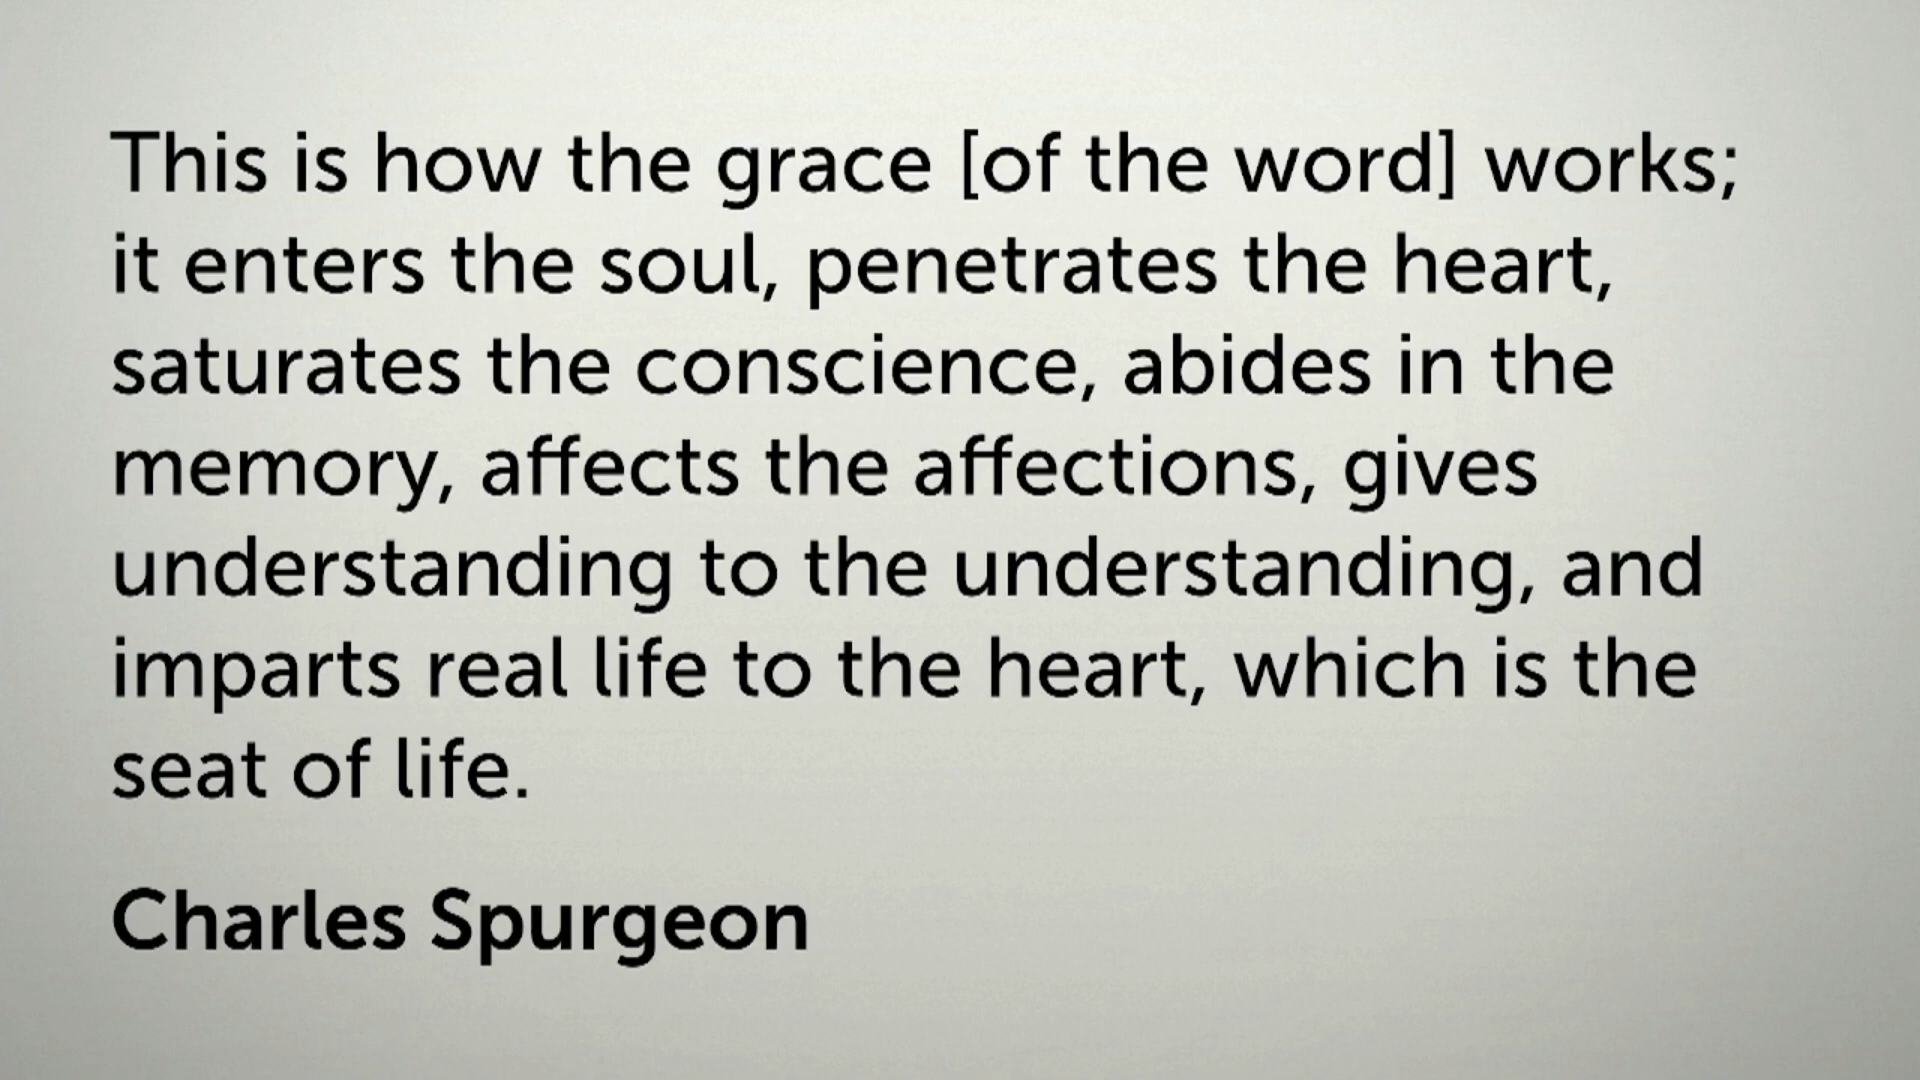 This is how the grace [of the word] works;
it enters the soul, penetrates the heart,
saturates the conscience, abides in the
memory, affects the affections, gives
understanding to the understanding, and
imparts real life to the heart, which is the
seat of life.
Charles Spurgeon